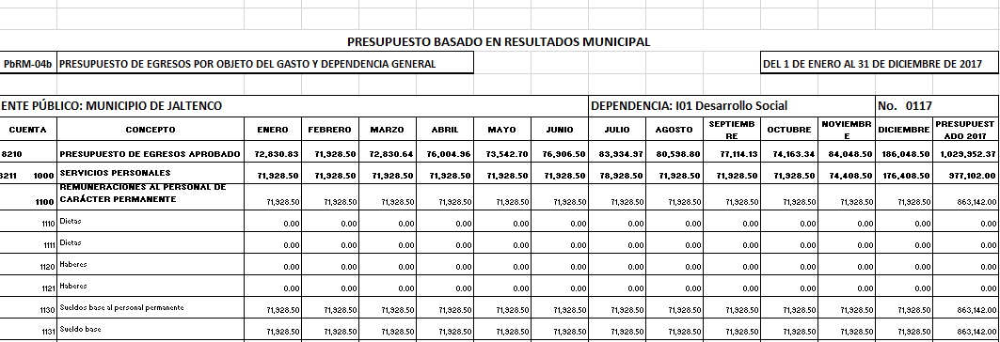 PRESUPUESTO BASADO EN RESULTADOS MUNICIPAL
PbRM-04b PRESUPUESTO DE EGRESOS POR OBJETO DEL GASTO Y DEPENDENCIA GENERAL DEL 1 DE ENERO AL 31 DE DICIEMBRE DE 2017
ENTE PÚBLICO: MUNICIPIO DE JALTENCO DEPENDENCIA: I01 Desarrollo Social No. 0117
CUENTA CONCEPTO ENERO FEBRERO MARZO ABRIL MAYO JUNIO JULIO AGOSTO SEPTIEMBRE OCTUBRE NOVIEMBRE DICIEMBRE PRESUPUESTADO 2017
8210 PRESUPUESTO DE EGRESOS APROBADO 72,830.83 71,928.50 72,830.64 76,004.96 73,542.70 76,906.50 83,934.97 80,598.80 77,114.13 74,163.34 84,048.50 186,048.50 1,029,952.37
8211 1000 SERVICIOS PERSONALES 71,928.50 71,928.50 71,928.50 71,928.50 71,928.50 71,928.50 78,928.50 71,928.50 71,928.50 71,928.50 74,408.50 176,408.50 977,102.00
1100 REMUNERACIONES AL PERSONAL DE CARÁCTER PERMANENTE 71,928.50 71,928.50 71,928.50 71,928.50 71,928.50 71,928.50 71,928.50 71,928.50 71,928.50 71,928.50 71,928.50 71,928.50 863,142.00
1110 Dietas 0.00 0.00 0.00 0.00 0.00 0.00 0.00 0.00 0.00 0.00 0.00 0.00 0.00
1111 Dietas 0.00 0.00 0.00 0.00 0.00 0.00 0.00 0.00 0.00 0.00 0.00 0.00 0.00
1120 Haberes 0.00 0.00 0.00 0.00 0.00 0.00 0.00 0.00 0.00 0.00 0.00 0.00 0.00
1121 Haberes 0.00 0.00 0.00 0.00 0.00 0.00 0.00 0.00 0.00 0.00 0.00 0.00 0.00
1130 Sueldos base al personal permanente 71,928.50 71,928.50 71,928.50 71,928.50 71,928.50 71,928.50 71,928.50 71,928.50 71,928.50 71,928.50 71,928.50 71,928.50 863,142.00
1131 Sueldo base 71,928.50 71,928.50 71,928.50 71,928.50 71,928.50 71,928.50 71,928.50 71,928.50 71,928.50 71,928.50 71,928.50 71,928.50 863,142.00